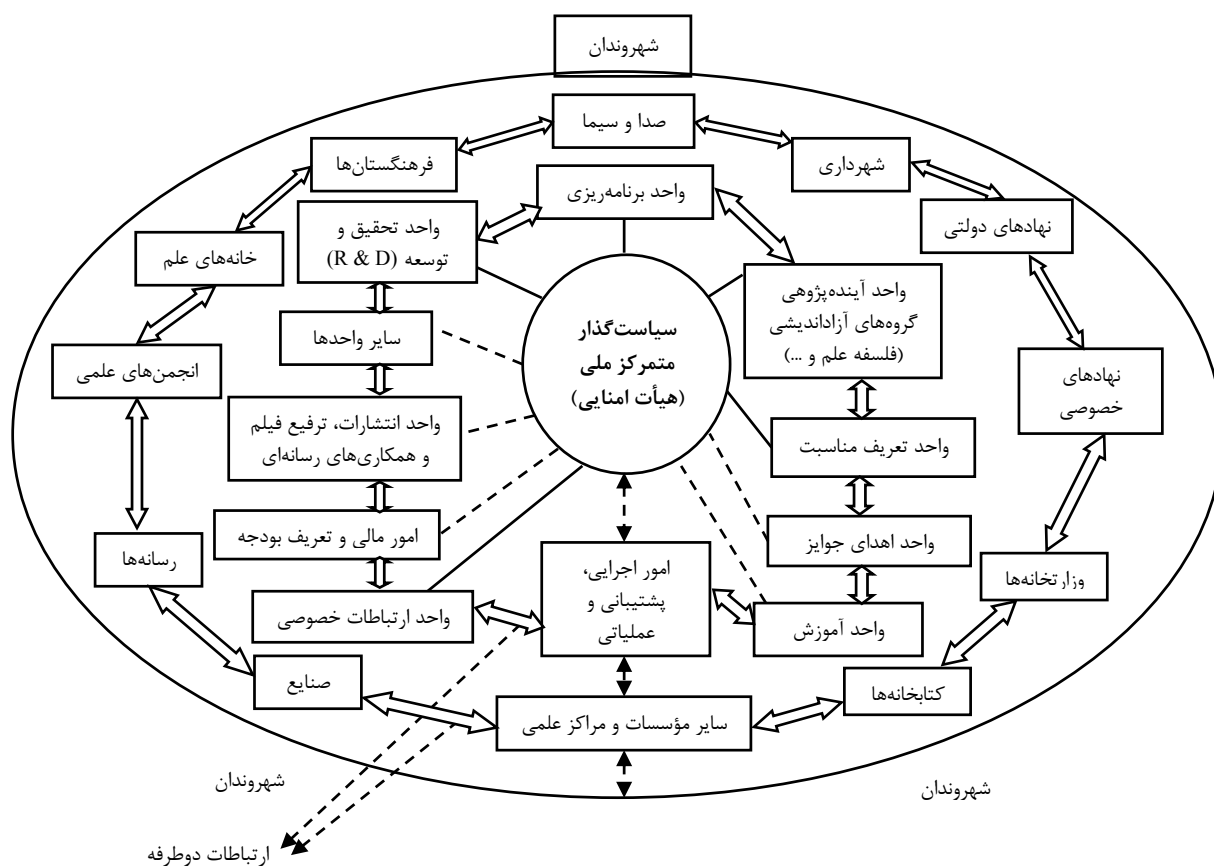 شهروندان
صدا و سیما
فرهنگستان‌ها
شهرداری
واحد برنامه‌ریزی
نهادهای دولتی
خانه‌های علم
واحد تحقیق و
توسعه (R & D)
واحد آینده‌پژوهی
گروه‌های آزاداندیشی
(فلسفه علم و ...)
سیاست‌گذار
متمرکز ملی
(هیأت امنایی)
سایر واحدها
انجمن‌های علمی
نهادهای
خصوصی
واحد انتشارات، ترفیع فیلم
و همکاری‌های رسانه‌ای
واحد تعریف مناسبت
امور مالی و تعریف بودجه
واحد اهدای جوایز
رسانه‌ها
وزارتخانه‌ها
امور اجرایی،
پشتیبانی و
عملیاتی
واحد ارتباطات خصوصی
واحد آموزش
صنایع
کتابخانه‌ها
سایر مؤسسات و مراکز علمی
شهروندان
شهروندان
ارتباطات دوطرفه